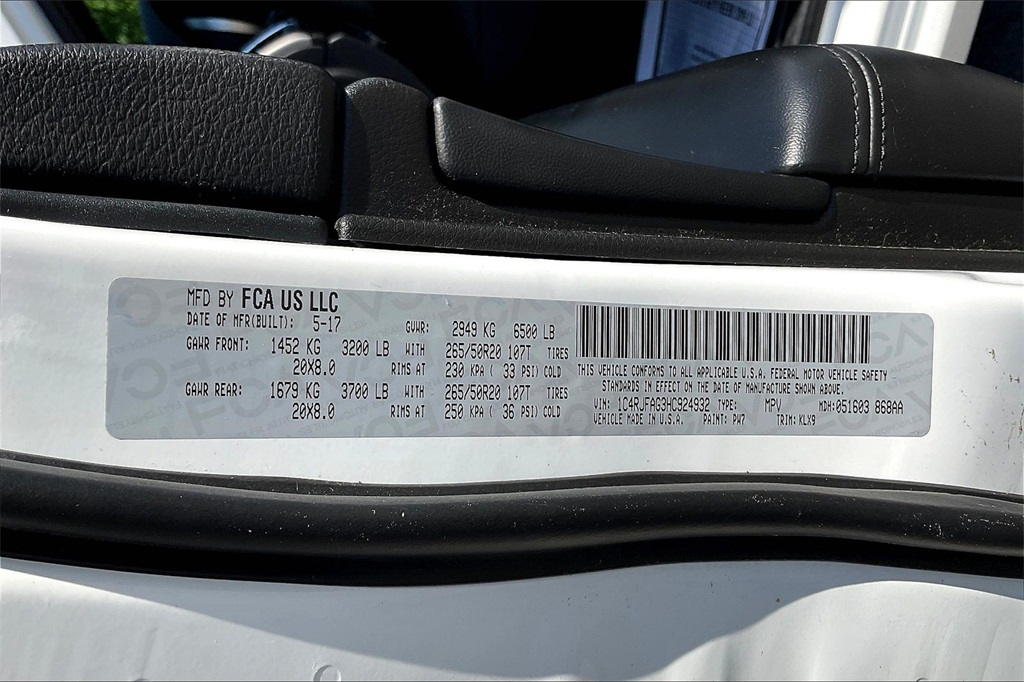 MFD BY FCA US LLC
DATE OF MFR(BUILT): 5-17 GVWR: 2949 KG 6500 LB
GAWR FRONT: 1452 KG 3200 LB WITH 265/50R20 107T TIRES
20X8.0 RIMS AT 230 KPA ( 33 PSI) COLD
GAWR REAR: 1679 KG 3700 LB WITH 265/50R20 107T TIRES
20X8.0 RIMS AT 250 KPA ( 36 PSI) COLD
THIS VEHICLE CONFORMS TO ALL APPLICABLE U.S.A. FEDERAL MOTOR VEHICLE SAFETY
STANDARDS IN EFFECT ON THE DATE OF MANUFACTURE SHOWN ABOVE.
VIN: 1C4RJFAG3HC924932 TYPE: MPV MDH: 051603 868AA
VEHICLE MADE IN U.S.A. PAINT: PW7 TRIM: KLX9